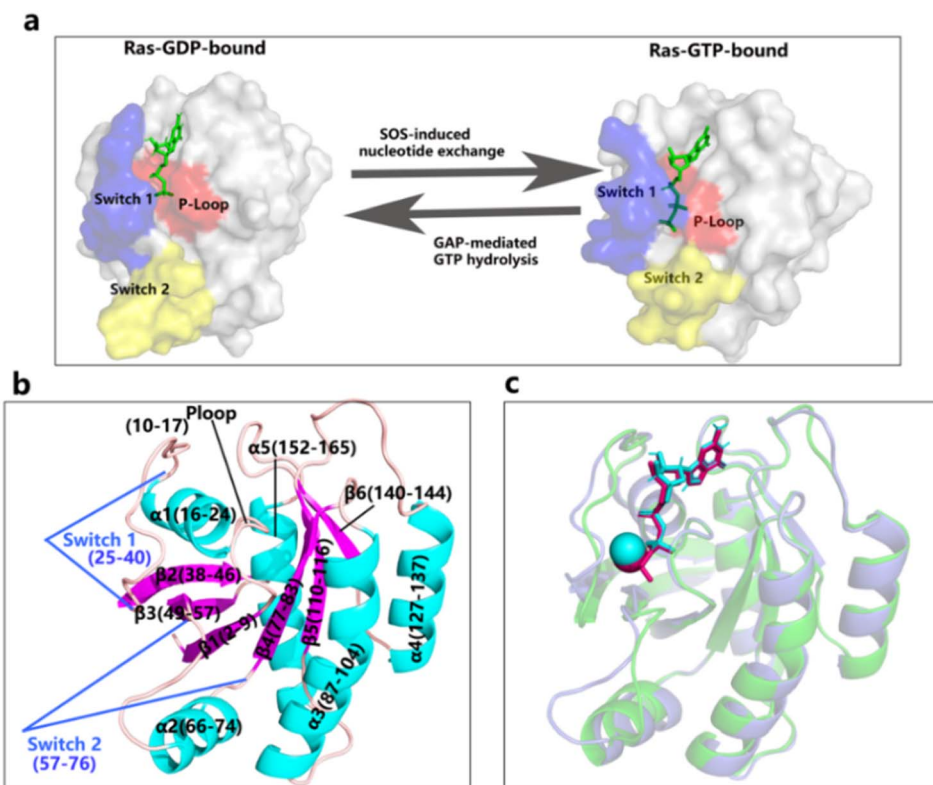 a
Ras-GDP-bound
Ras-GTP-bound
SOS-induced
nucleotide exchange
Switch 1
P-Loop
Switch 2
Switch 1
P-Loop
Switch 2
GAP-mediated
GTP hydrolysis
b
Ploop
(10-17)
α5(152-165)
β6(140-144)
α1(16-24)
Switch 1
(25-40)
β2(38-46)
β3(49-57)
β1(2-9)
β4(77-83)
β5(110-116)
α4(127-137)
α3(87-104)
α2(66-74)
Switch 2
(57-76)
c